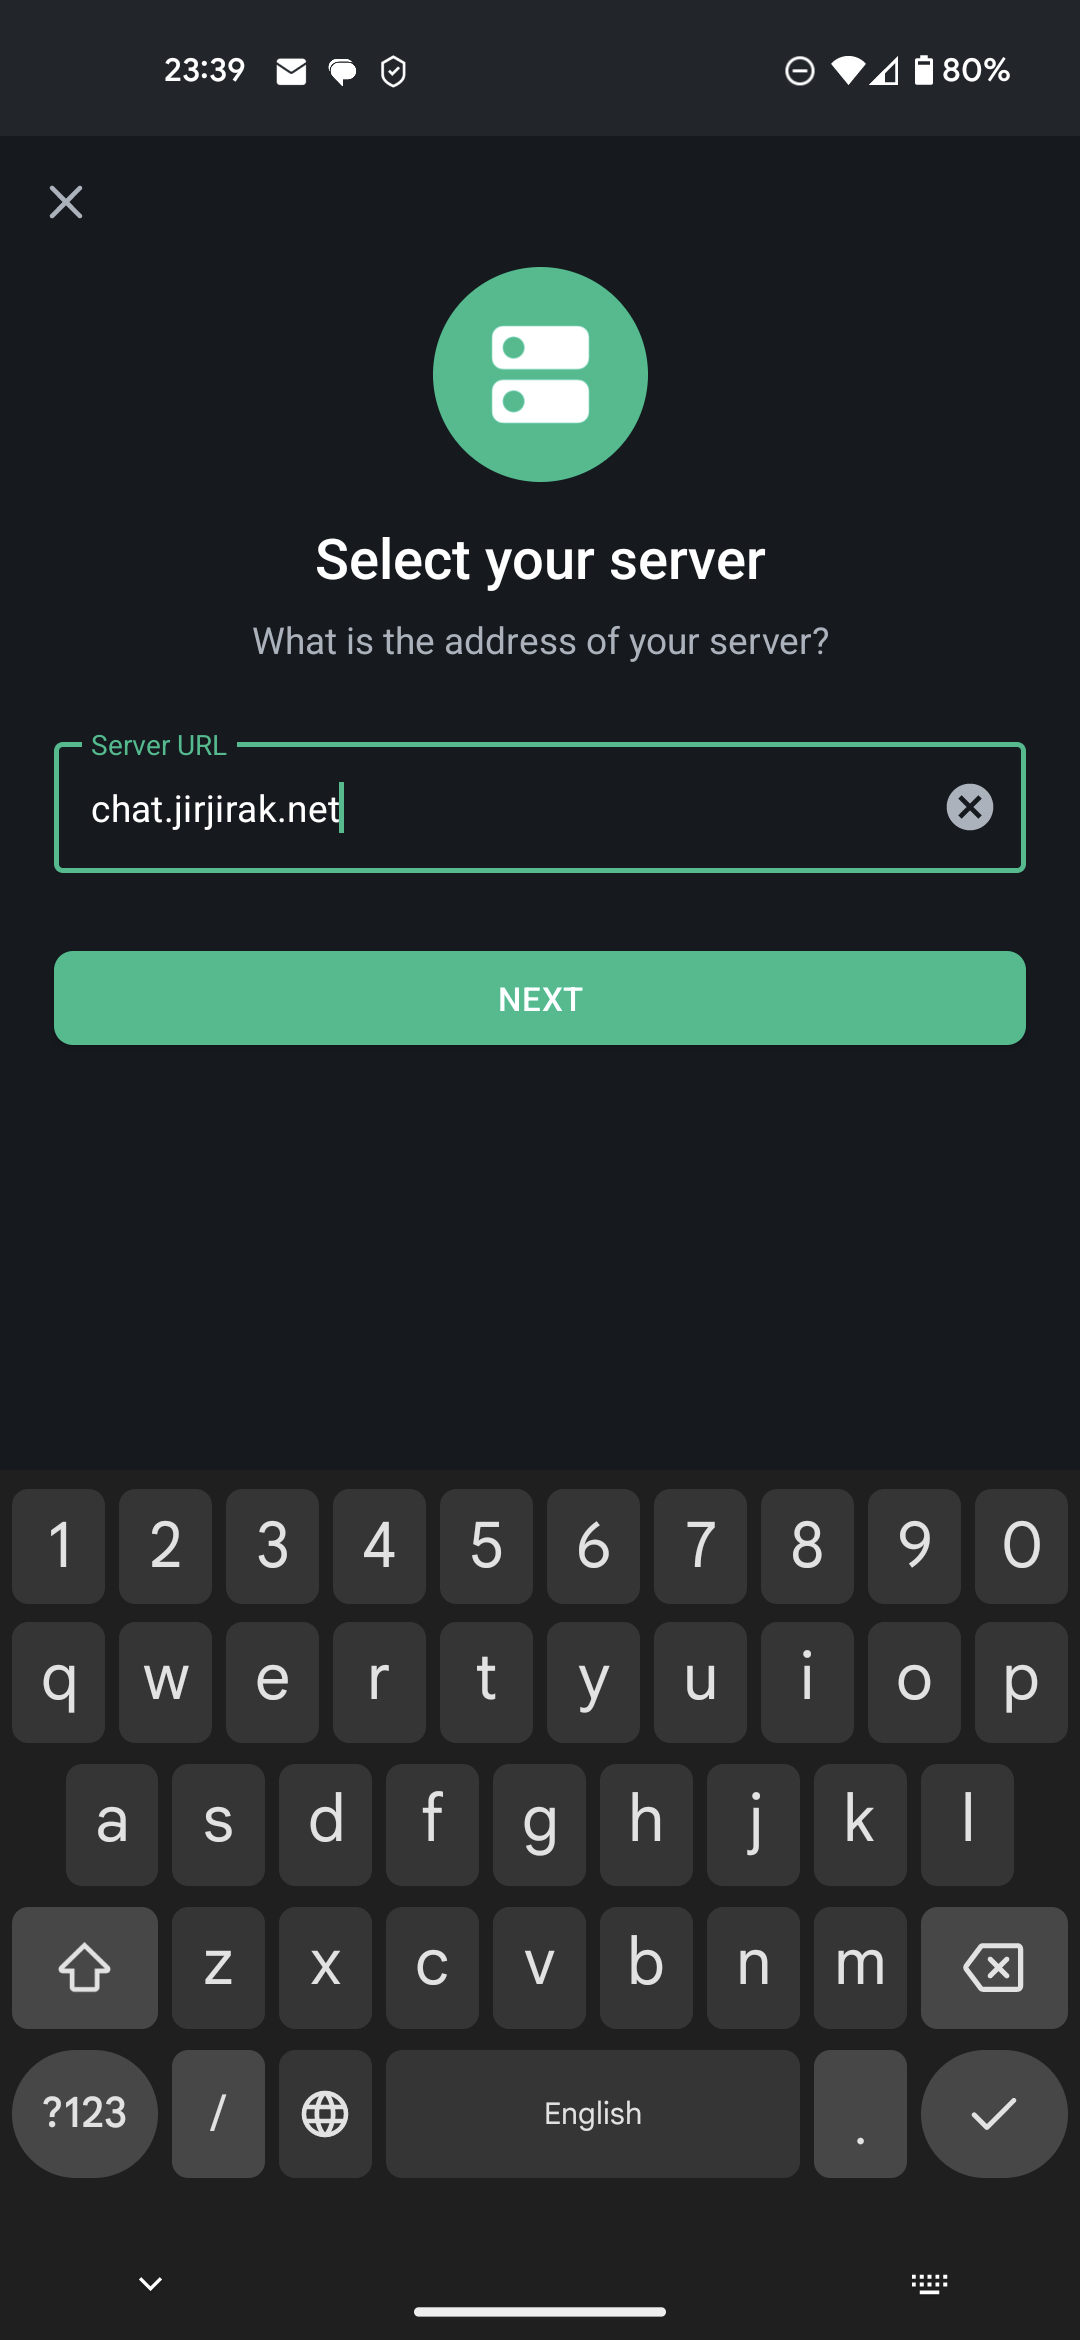 23:39 80%
Select your server
What is the address of your server?
Server URL
chat.jirjirak.net
NEXT
1 2 3 4 5 6 7 8 9 0
q w e r t y u i o p
a s d f g h j k l
z x c v b n m
?123 / English .